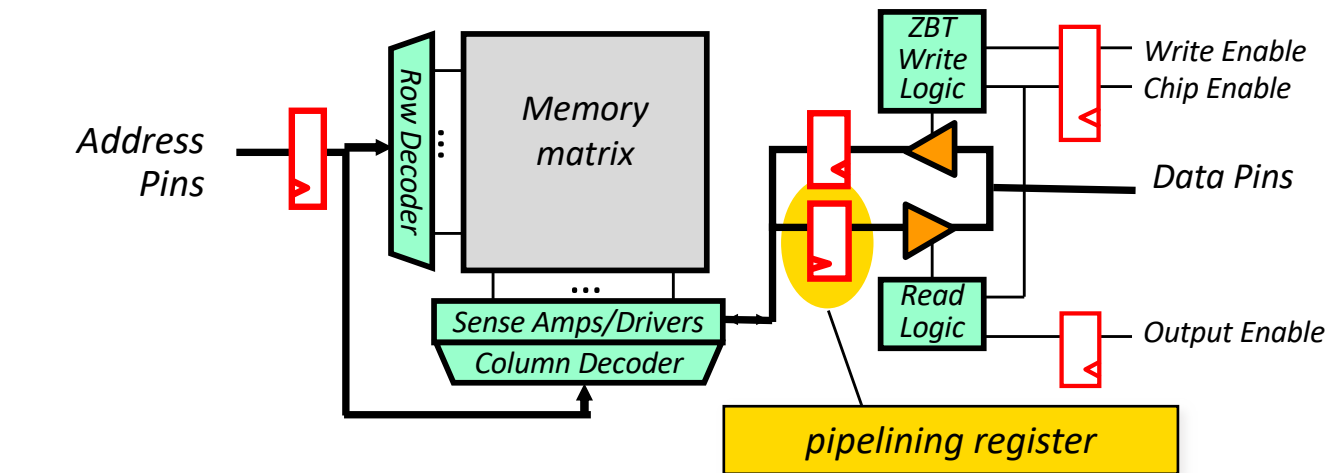 Address
Pins
Row Decoder
...
Memory
matrix
...
Sense Amps/Drivers
Column Decoder
ZBT
Write
Logic
Write Enable
Chip Enable
Data Pins
Read
Logic
Output Enable
pipelining register